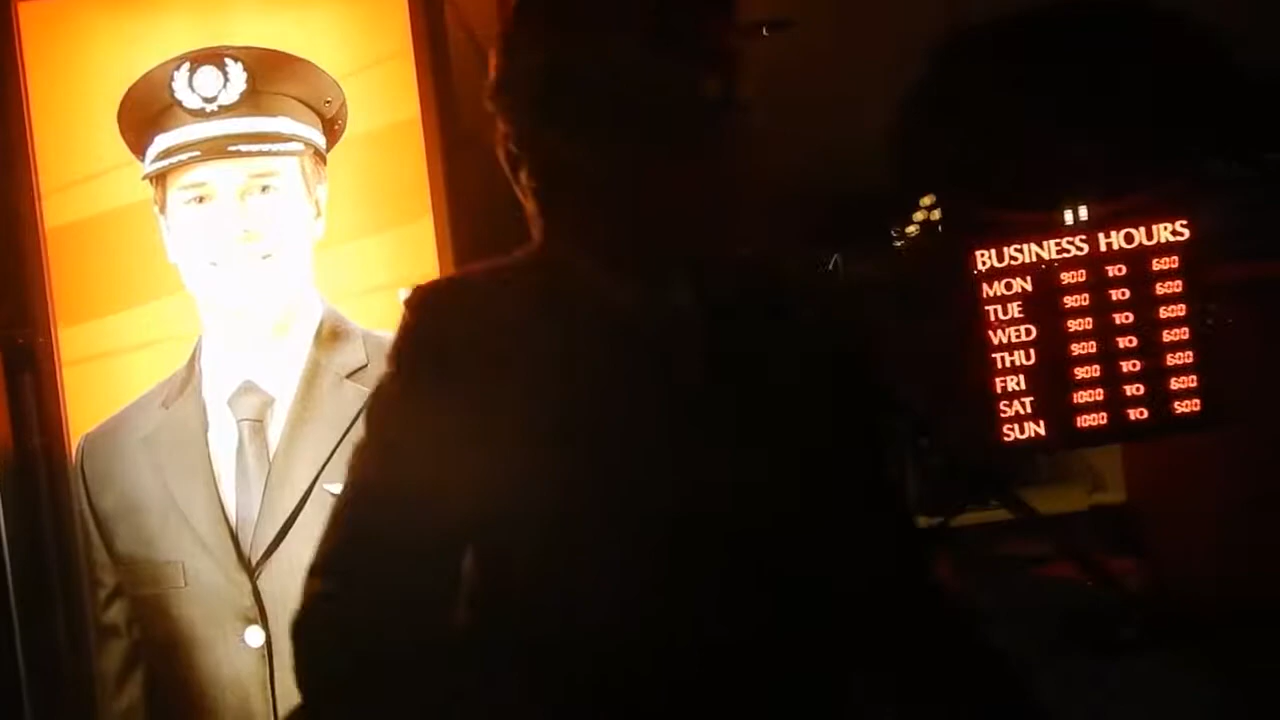 BUSINESS HOURS
MON 900 TO 600
TUE 900 TO 600
WED 900 TO 600
THU 900 TO 600
FRI 900 TO 600
SAT 1000 TO 600
SUN 1000 TO 500